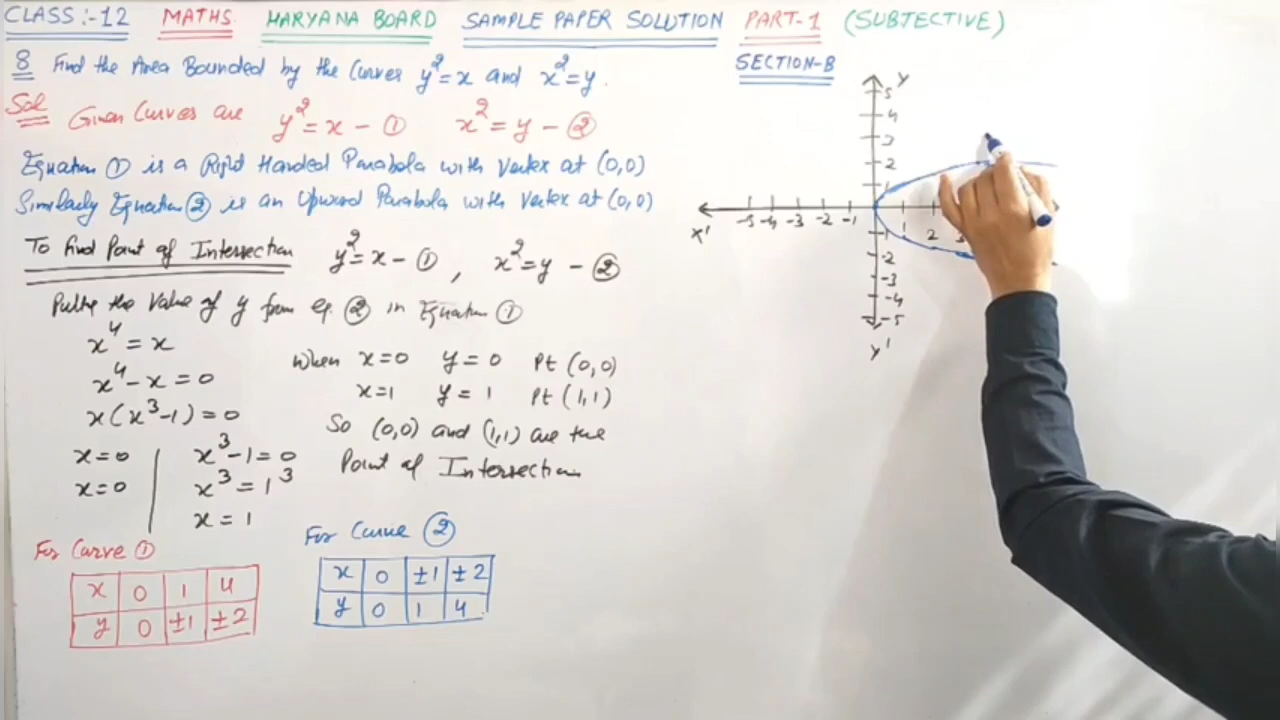 CLASS:-12 MATHS. HARYANA BOARD SAMPLE PAPER SOLUTION PART-1 (SUBTECTIVE)
SECTION-B
8 Find the Area Bounded by the Curves y²=x and x²=y.
Sol Given Curves are y²=x - ① x²=y - ②
Equation ① is a Right Handed Parabola with Vertex at (0,0)
Similarly Equation ② is an Upward Parabola with Vertex at (0,0)
To find Point of Intersection y²=x - ① , x²=y - ②
Putting the Value of y from eq. ② in Equation ①
x⁴ = x
x⁴-x=0
x(x³-1)=0
x=0 x³-1=0
x=0 x³=1³
x=1
When x=0 y=0 Pt (0,0)
x=1 y=1 Pt (1,1)
So (0,0) and (1,1) are the
Point of Intersection
For Curve ①
x 0 1 4
y 0 ±1 ±2
For Curve ②
x 0 ±1 ±2
y 0 1 4
Y
5
4
3
2
X' -5 -4 -3 -2 -1 1 2 3
-1
-2
-3
-4
-5
Y'